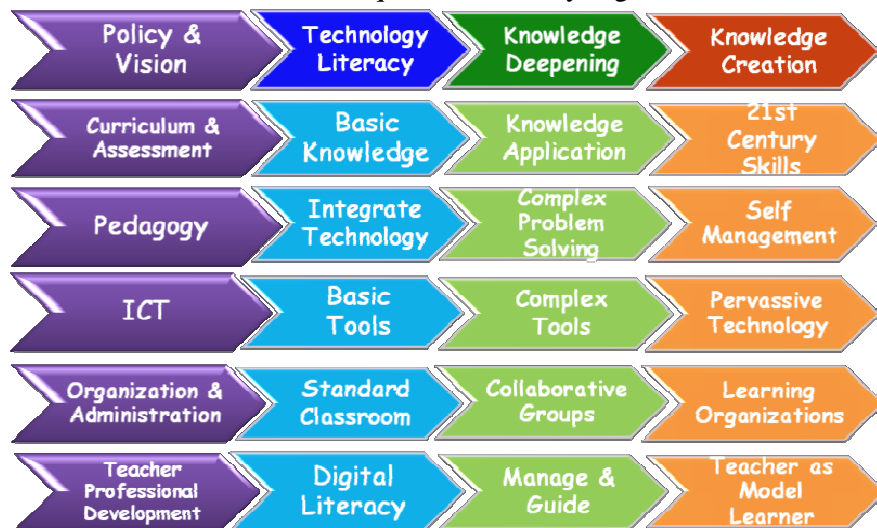 Policy & Vision
Technology Literacy
Knowledge Deepening
Knowledge Creation
Curriculum & Assessment
Basic Knowledge
Knowledge Application
21st Century Skills
Pedagogy
Integrate Technology
Complex Problem Solving
Self Management
ICT
Basic Tools
Complex Tools
Pervassive Technology
Organization & Administration
Standard Classroom
Collaborative Groups
Learning Organizations
Teacher Professional Development
Digital Literacy
Manage & Guide
Teacher as Model Learner